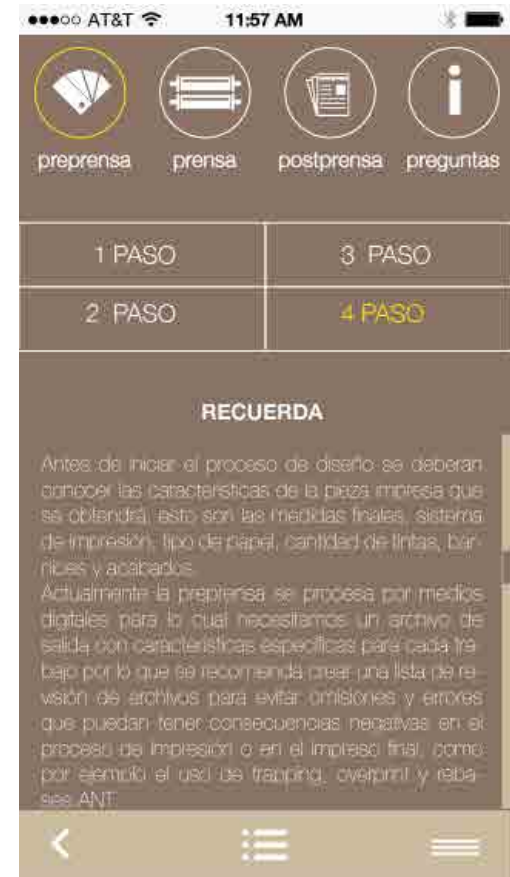 AT&T 11:57 AM
preprensa prensa postprensa preguntas
1 PASO 3 PASO
2 PASO 4 PASO
RECUERDA
Antes de iniciar el proceso de diseño se deberan
conocer las características de la pieza impresa que
se obtendrá, esto son las medidas finales, sistema
de impresión, tipo de papel, cantidad de tintas, bar-
nices y acabados.
Actualmente la preprensa se procesa por medios
digitales para lo cual necesitamos un archivo de
salida con características específicas para cada tra-
bajo por lo que se recomienda crear una lista de re-
visión de archivos para evitar omisiones y errores
que puedan tener consecuencias negativas en el
proceso de impresión o en el impreso final, como
por ejemplo el uso de trapping, overprint y reba-
ses ANT